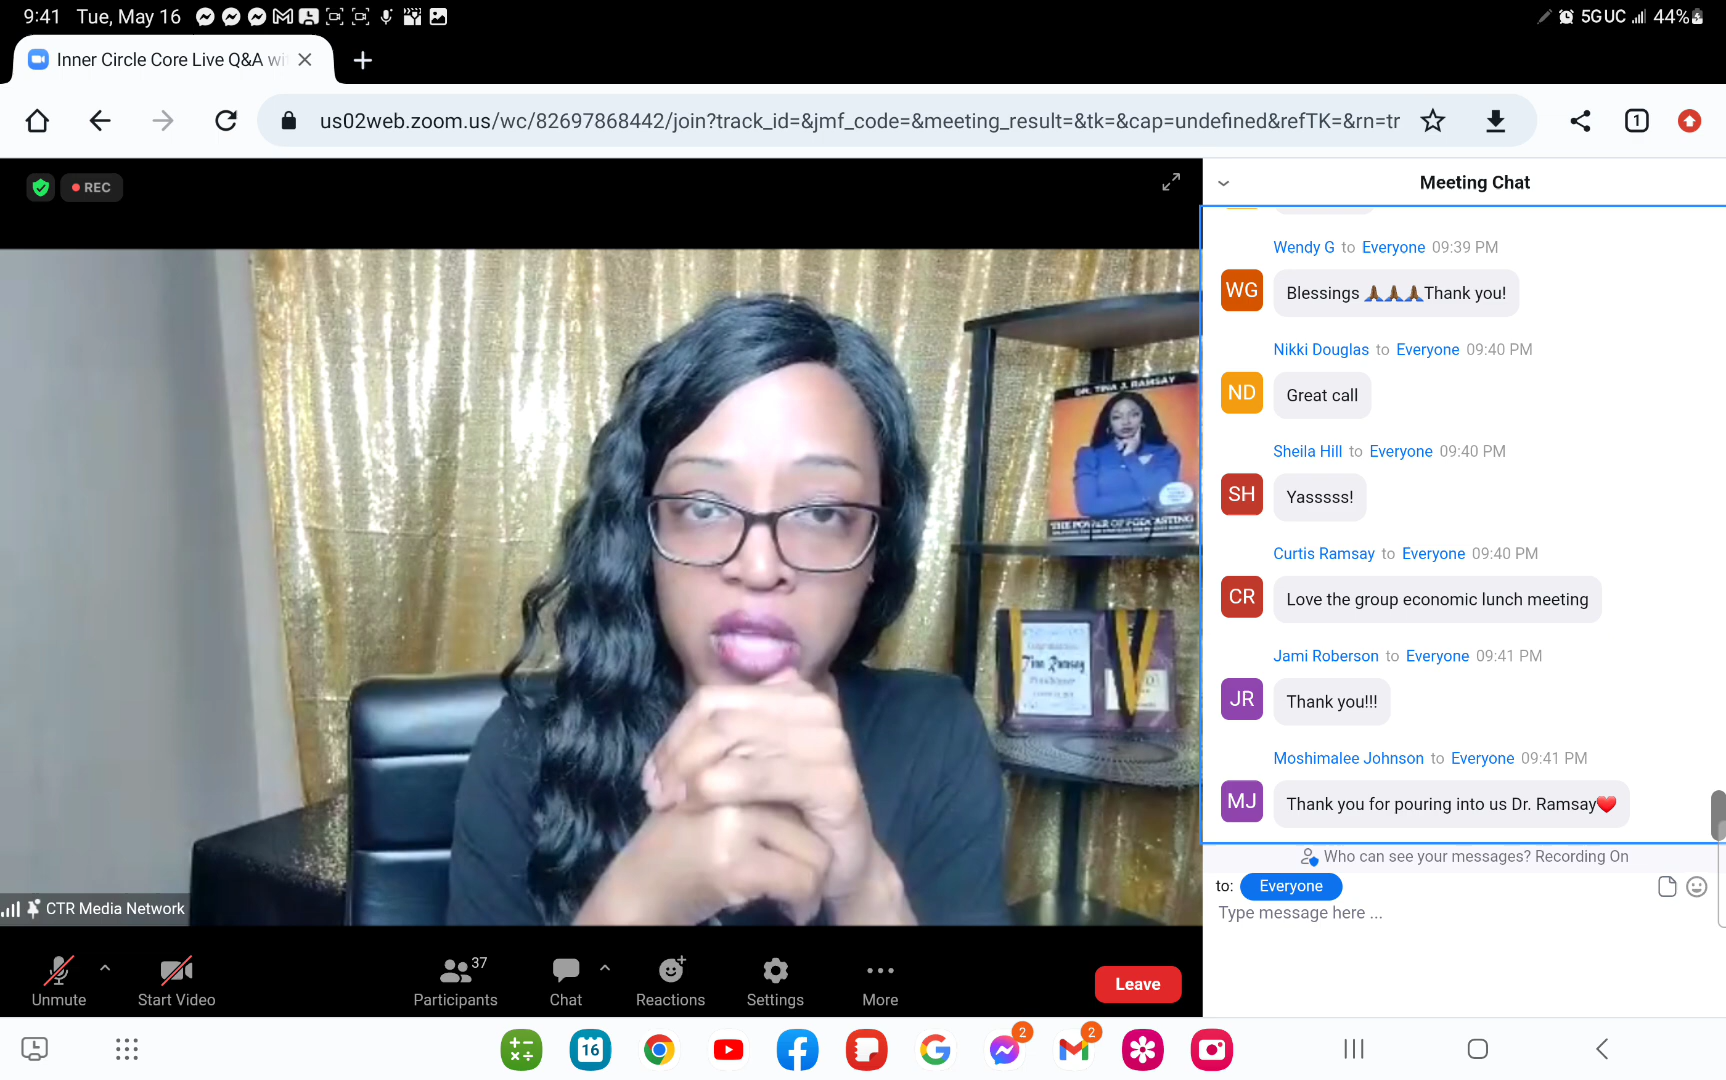 9:41 Tue, May 16
5GUC 44%
Inner Circle Core Live Q&A wi
us02web.zoom.us/wc/82697868442/join?track_id=&jmf_code=&meeting_result=&tk=&cap=undefined&refTK=&rn=tr
1
REC
Meeting Chat
Wendy G to Everyone 09:39 PM
WG
Blessings 🙏🏾🙏🏾🙏🏾Thank you!
Nikki Douglas to Everyone 09:40 PM
ND
Great call
Sheila Hill to Everyone 09:40 PM
SH
Yasssss!
Curtis Ramsay to Everyone 09:40 PM
CR
Love the group economic lunch meeting
Jami Roberson to Everyone 09:41 PM
JR
Thank you!!!
Moshimalee Johnson to Everyone 09:41 PM
MJ
Thank you for pouring into us Dr. Ramsay❤️
Who can see your messages? Recording On
to: Everyone
Type message here ...
DR. TINA J. RAMSAY
THE POWER OF PODCASTING
Tina Ramsay
CTR Media Network
Unmute
Start Video
37
Participants
Chat
Reactions
Settings
More
Leave
16
2
2